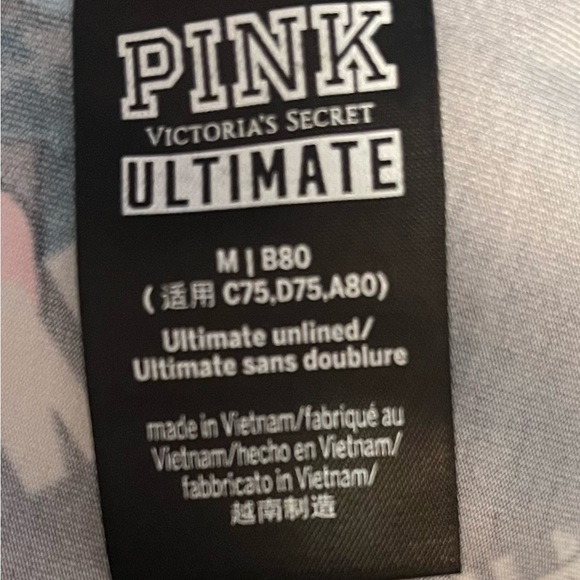 PINK
VICTORIA'S SECRET
ULTIMATE
M | B80
( 适用 C75,D75,A80)
Ultimate unlined/
Ultimate sans doublure
made in Vietnam/fabriqué au
Vietnam/hecho en Vietnam/
fabbricato in Vietnam/
越南制造